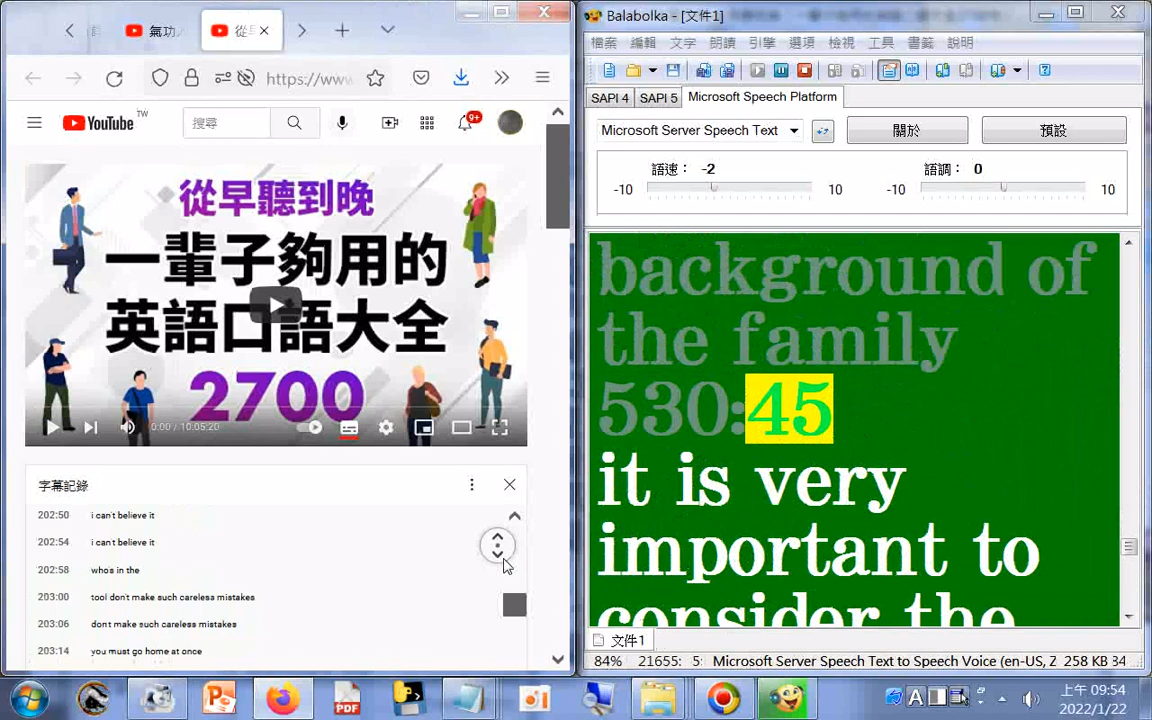 氣功
從早
https://www
YouTube TW
搜尋
9+
從早聽到晚
一輩子夠用的
英語口語大全
2700
0:00 / 10:05:20
字幕記錄
202:50 i can't believe it
202:54 i can't believe it
202:58 who's in the
203:00 tool don't make such careless mistakes
203:06 don't make such careless mistakes
203:14 you must go home at once
Balabolka - [文件1]
檔案 編輯 文字 朗讀 引擎 選項 檢視 工具 書籤 說明
SAPI 4 SAPI 5 Microsoft Speech Platform
Microsoft Server Speech Text 關於 預設
語速： -2 語調： 0
-10 10 -10 10
background of
the family
530:45
it is very
important to
consider the
文件1
84% 21655: 5: Microsoft Server Speech Text to Speech Voice (en-US, Z 258 KB 34
PDF
A
上午 09:54
2022/1/22